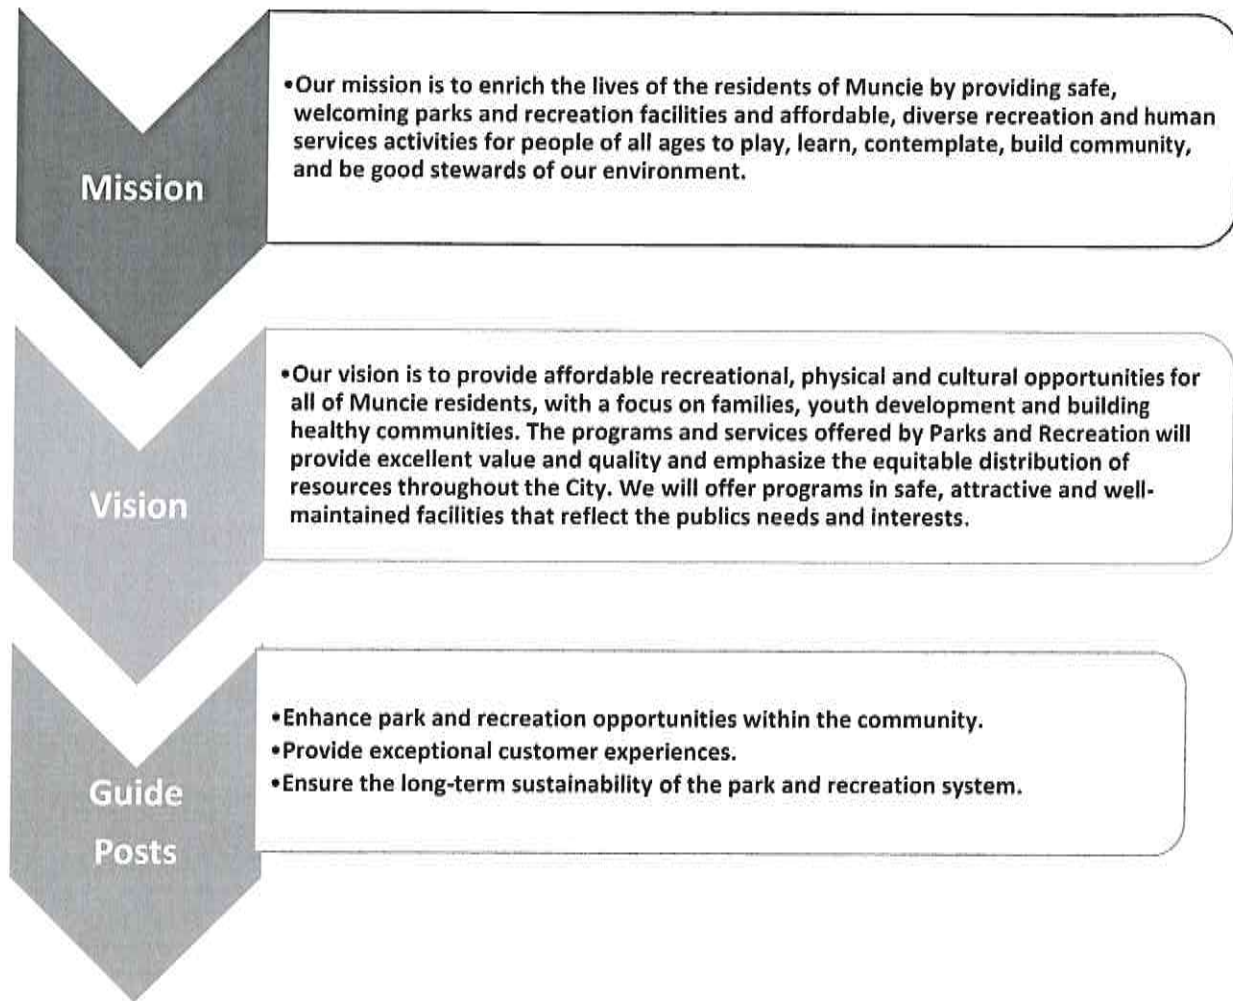 Mission
•Our mission is to enrich the lives of the residents of Muncie by providing safe,
welcoming parks and recreation facilities and affordable, diverse recreation and human
services activities for people of all ages to play, learn, contemplate, build community,
and be good stewards of our environment.
Vision
•Our vision is to provide affordable recreational, physical and cultural opportunities for
all of Muncie residents, with a focus on families, youth development and building
healthy communities. The programs and services offered by Parks and Recreation will
provide excellent value and quality and emphasize the equitable distribution of
resources throughout the City. We will offer programs in safe, attractive and well-
maintained facilities that reflect the publics needs and interests.
Guide
Posts
•Enhance park and recreation opportunities within the community.
•Provide exceptional customer experiences.
•Ensure the long-term sustainability of the park and recreation system.